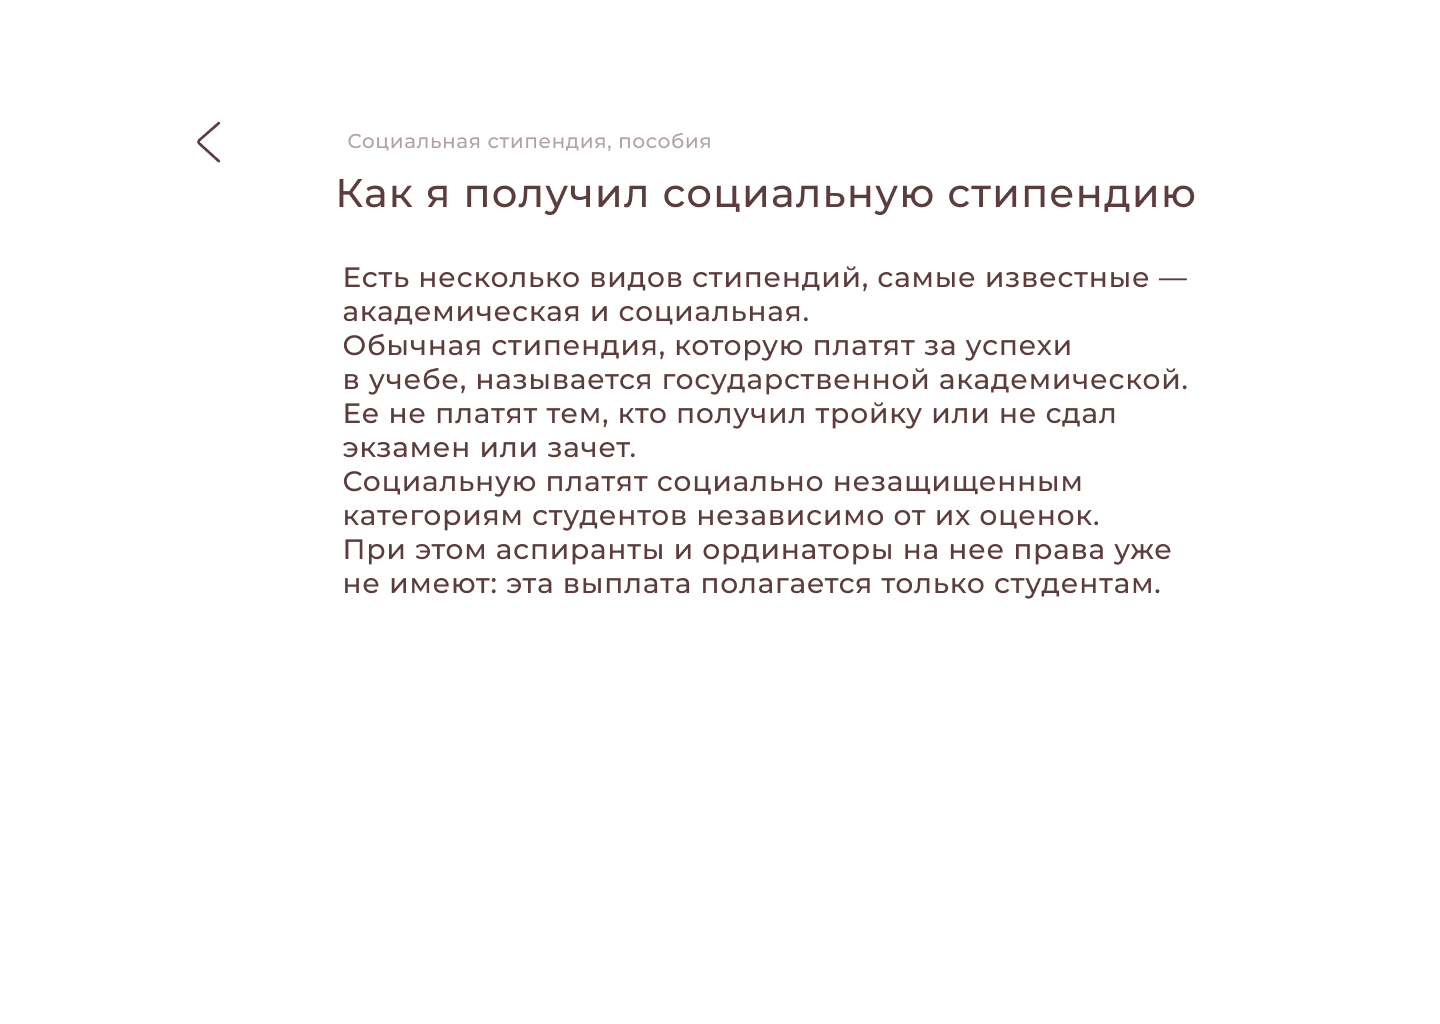 Социальная стипендия, пособия
Как я получил социальную стипендию
Есть несколько видов стипендий, самые известные —
академическая и социальная.
Обычная стипендия, которую платят за успехи
в учебе, называется государственной академической.
Ее не платят тем, кто получил тройку или не сдал
экзамен или зачет.
Социальную платят социально незащищенным
категориям студентов независимо от их оценок.
При этом аспиранты и ординаторы на нее права уже
не имеют: эта выплата полагается только студентам.